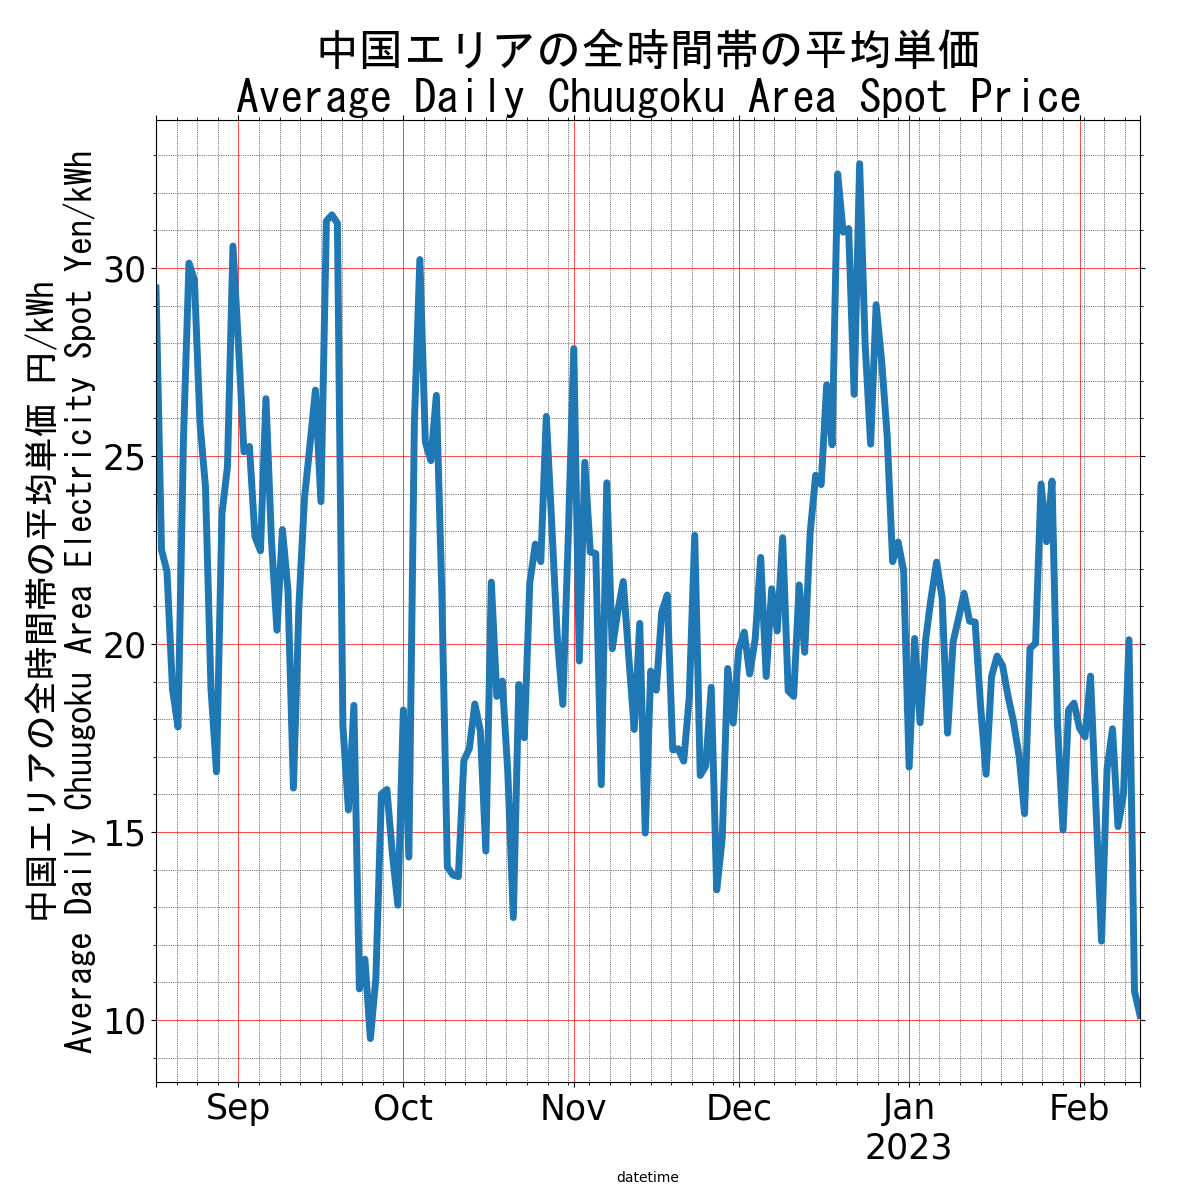 中国エリアの全時間帯の平均単価
Average Daily Chuugoku Area Spot Price
中国エリアの全時間帯の平均単価 円/kWh
Average Daily Chuugoku Area Electricity Spot Yen/kWh
30
25
20
15
10
Sep Oct Nov Dec Jan Feb
2023
datetime